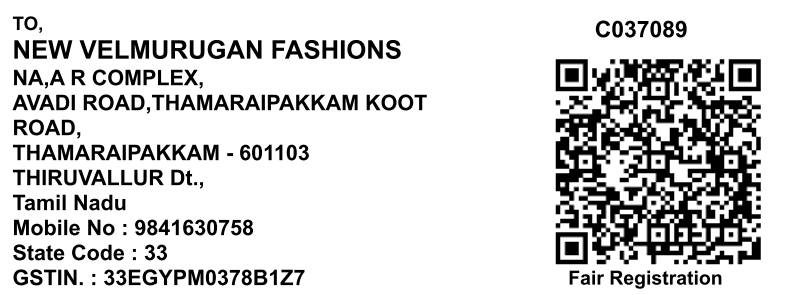 TO,
NEW VELMURUGAN FASHIONS
NA,A R COMPLEX,
AVADI ROAD,THAMARAIPAKKAM KOOT
ROAD,
THAMARAIPAKKAM - 601103
THIRUVALLUR Dt.,
Tamil Nadu
Mobile No : 9841630758
State Code : 33
GSTIN. : 33EGYPM0378B1Z7
C037089
Fair Registration